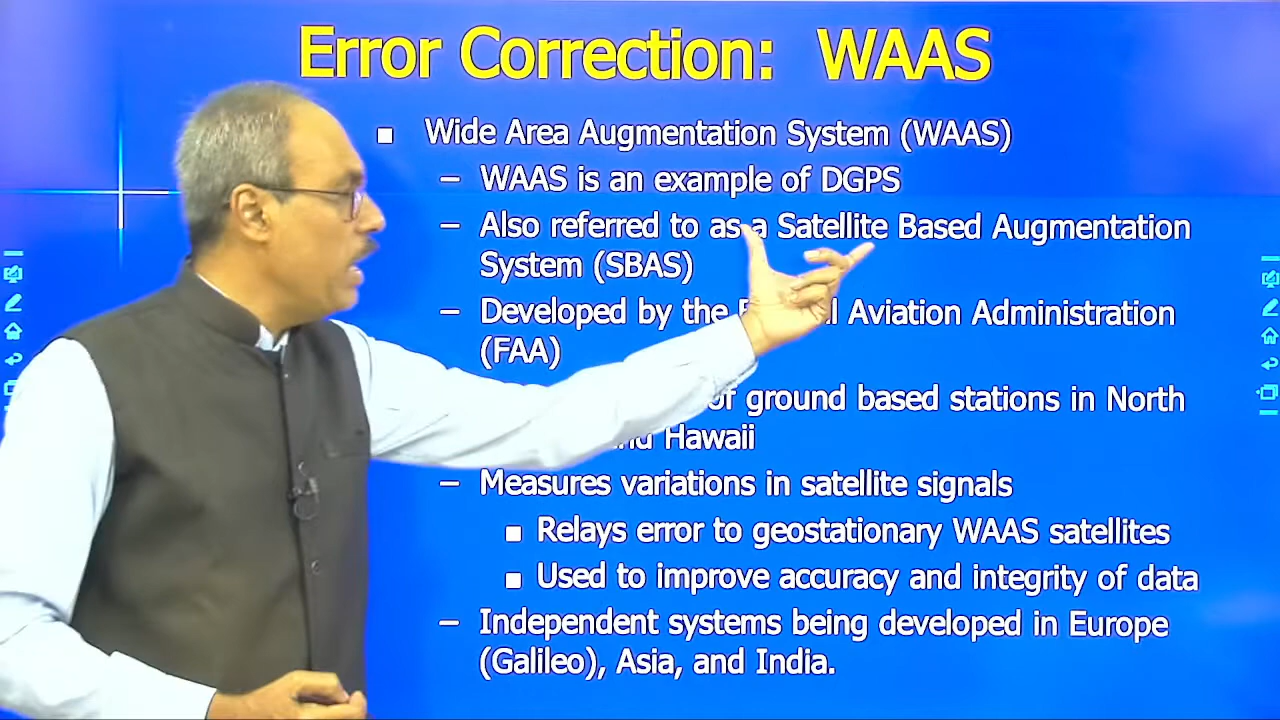 Error Correction: WAAS
▪ Wide Area Augmentation System (WAAS)
– WAAS is an example of DGPS
– Also referred to as a Satellite Based Augmentation
System (SBAS)
– Developed by the Aviation Administration
(FAA)
of ground based stations in North
Hawaii
– Measures variations in satellite signals
▪ Relays error to geostationary WAAS satellites
▪ Used to improve accuracy and integrity of data
– Independent systems being developed in Europe
(Galileo), Asia, and India.